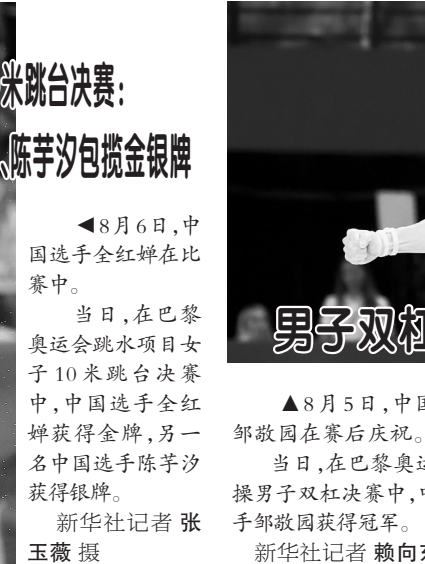 米跳台决赛:
、陈芋汐包揽金银牌
◀8月6日,中
国选手全红婵在比
赛中。
当日,在巴黎
奥运会跳水项目女
子10米跳台决赛
中,中国选手全红
婵获得金牌,另一
名中国选手陈芋汐
获得银牌。
新华社记者 张
玉薇 摄
男子双杠
▲8月5日,中国
邹敬园在赛后庆祝。
当日,在巴黎奥运
操男子双杠决赛中,中
手邹敬园获得冠军。
新华社记者 赖向东